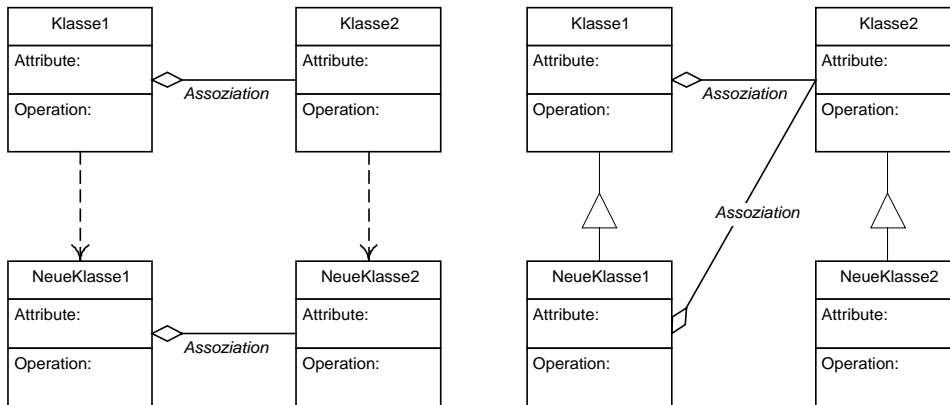 Klasse1
Attribute:
Operation:
Assoziation
Klasse2
Attribute:
Operation:
NeueKlasse1
Attribute:
Operation:
Assoziation
NeueKlasse2
Attribute:
Operation:
Klasse1
Attribute:
Operation:
Assoziation
Klasse2
Attribute:
Operation:
Assoziation
NeueKlasse1
Attribute:
Operation:
NeueKlasse2
Attribute:
Operation: